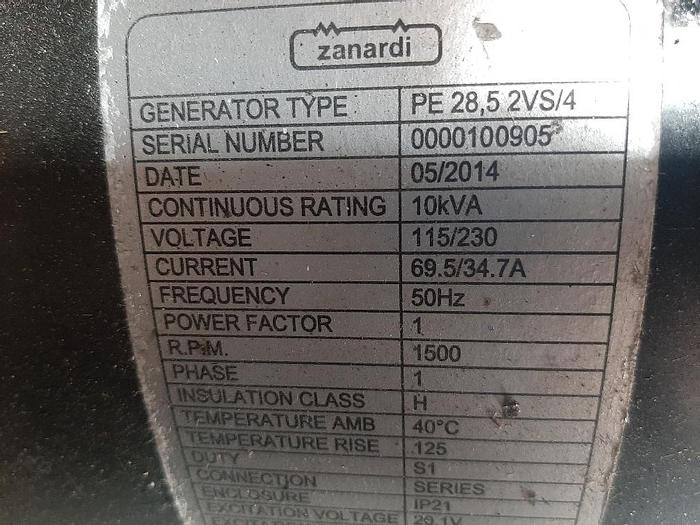 zanardi
GENERATOR TYPE PE 28,5 2VS/4
SERIAL NUMBER 0000100905
DATE 05/2014
CONTINUOUS RATING 10kVA
VOLTAGE 115/230
CURRENT 69.5/34.7A
FREQUENCY 50Hz
POWER FACTOR 1
R.P.M. 1500
PHASE 1
INSULATION CLASS H
TEMPERATURE AMB 40°C
TEMPERATURE RISE 125
DUTY S1
CONNECTION SERIES
ENCLOSURE IP21
EXCITATION VOLTAGE 29.1V